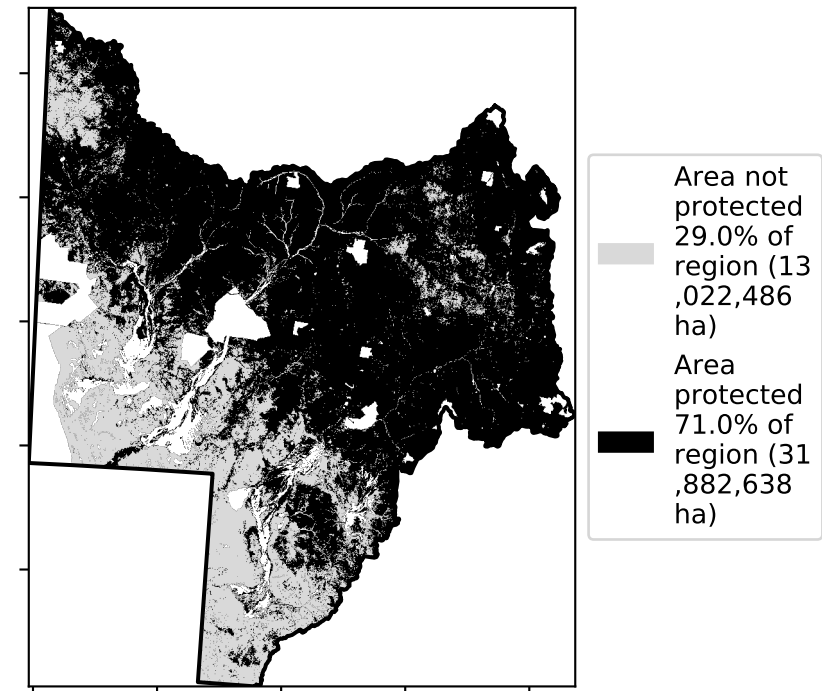 Area not
protected
29.0% of
region (13
,022,486
ha)
Area
protected
71.0% of
region (31
,882,638
ha)